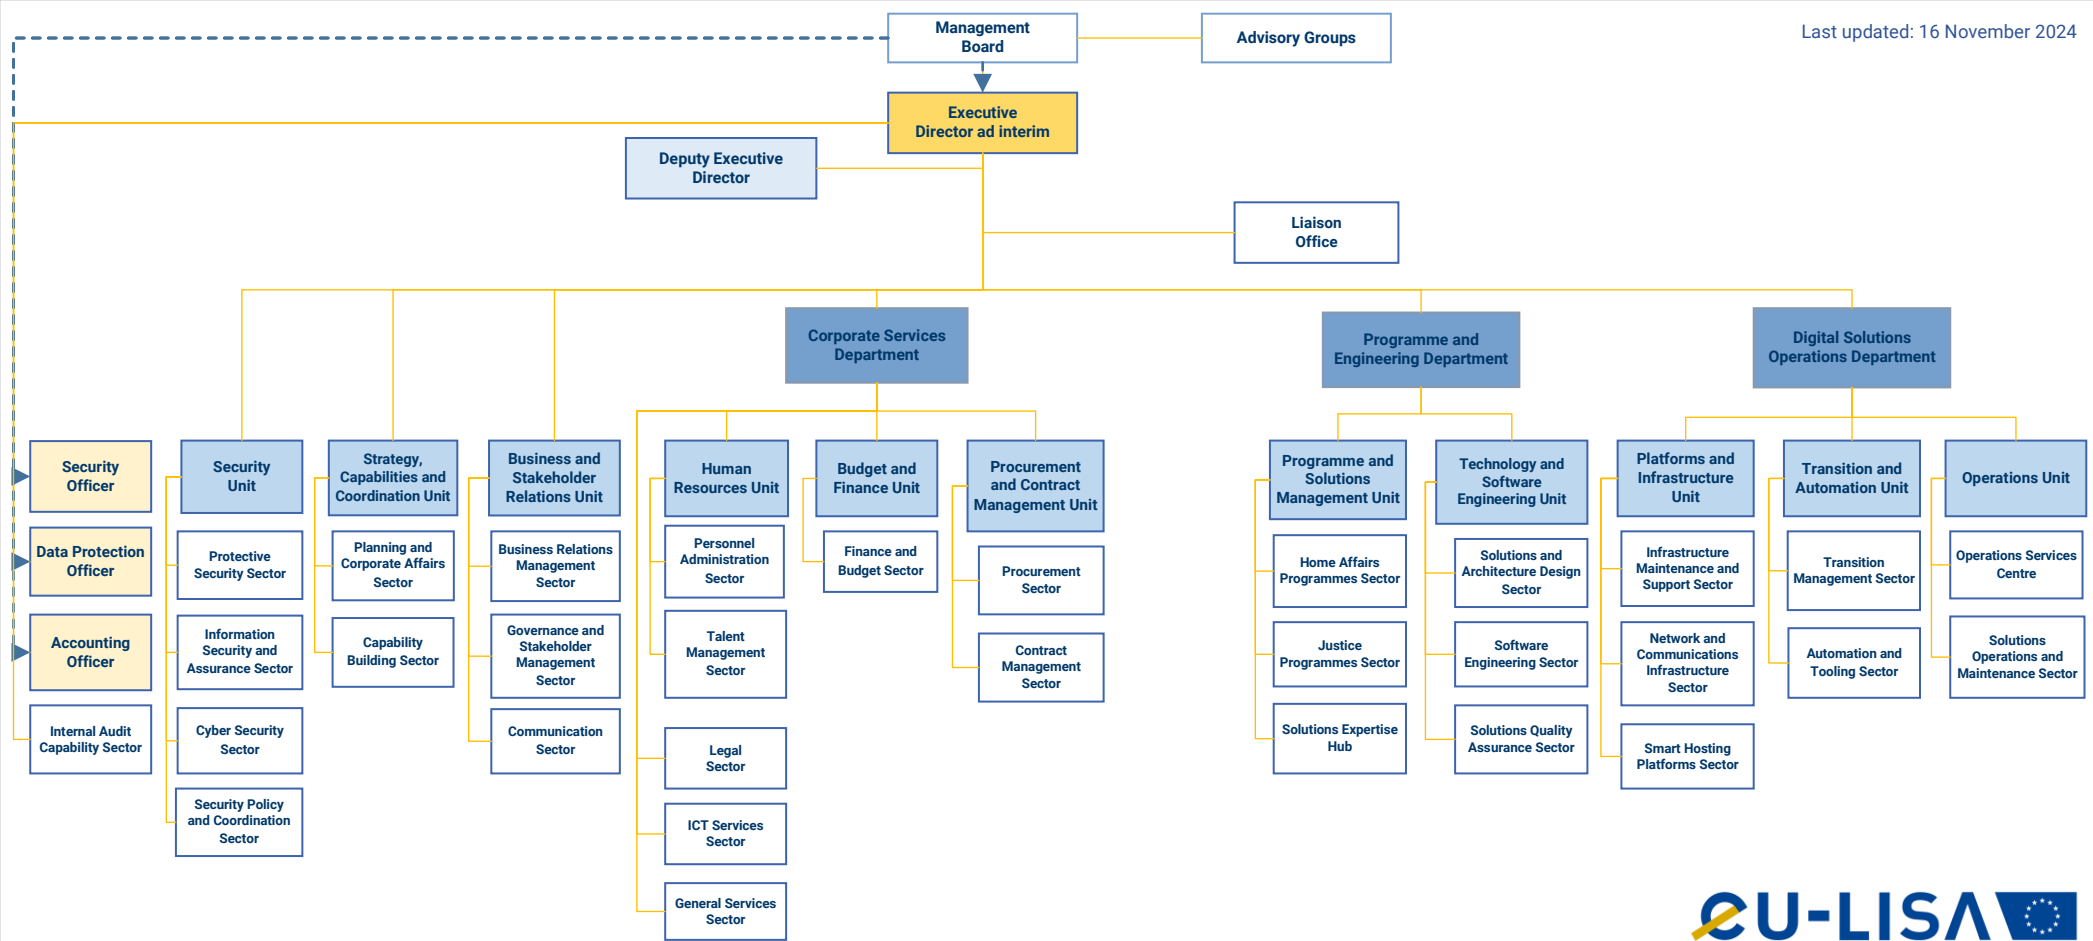 Management
Board
Advisory Groups
Last updated: 16 November 2024
Executive
Director ad interim
Deputy Executive
Director
Liaison
Office
Corporate Services
Department
Programme and
Engineering Department
Digital Solutions
Operations Department
Security
Officer
Data Protection
Officer
Accounting
Officer
Internal Audit
Capability Sector
Security
Unit
Protective
Security Sector
Information
Security and
Assurance Sector
Cyber Security
Sector
Security Policy
and Coordination
Sector
Strategy,
Capabilities and
Coordination Unit
Planning and
Corporate Affairs
Sector
Capability
Building Sector
Business and
Stakeholder
Relations Unit
Business Relations
Management
Sector
Governance and
Stakeholder
Management
Sector
Communication
Sector
Human
Resources Unit
Personnel
Administration
Sector
Talent
Management
Sector
Legal
Sector
ICT Services
Sector
General Services
Sector
Budget and
Finance Unit
Finance and
Budget Sector
Procurement
and Contract
Management Unit
Procurement
Sector
Contract
Management
Sector
Programme and
Solutions
Management Unit
Home Affairs
Programmes Sector
Justice
Programmes Sector
Solutions Expertise
Hub
Technology and
Software
Engineering Unit
Solutions and
Architecture Design
Sector
Software
Engineering Sector
Solutions Quality
Assurance Sector
Platforms and
Infrastructure
Unit
Infrastructure
Maintenance and
Support Sector
Network and
Communications
Infrastructure
Sector
Smart Hosting
Platforms Sector
Transition and
Automation Unit
Transition
Management Sector
Automation and
Tooling Sector
Operations Unit
Operations Services
Centre
Solutions
Operations and
Maintenance Sector
eU-LISA